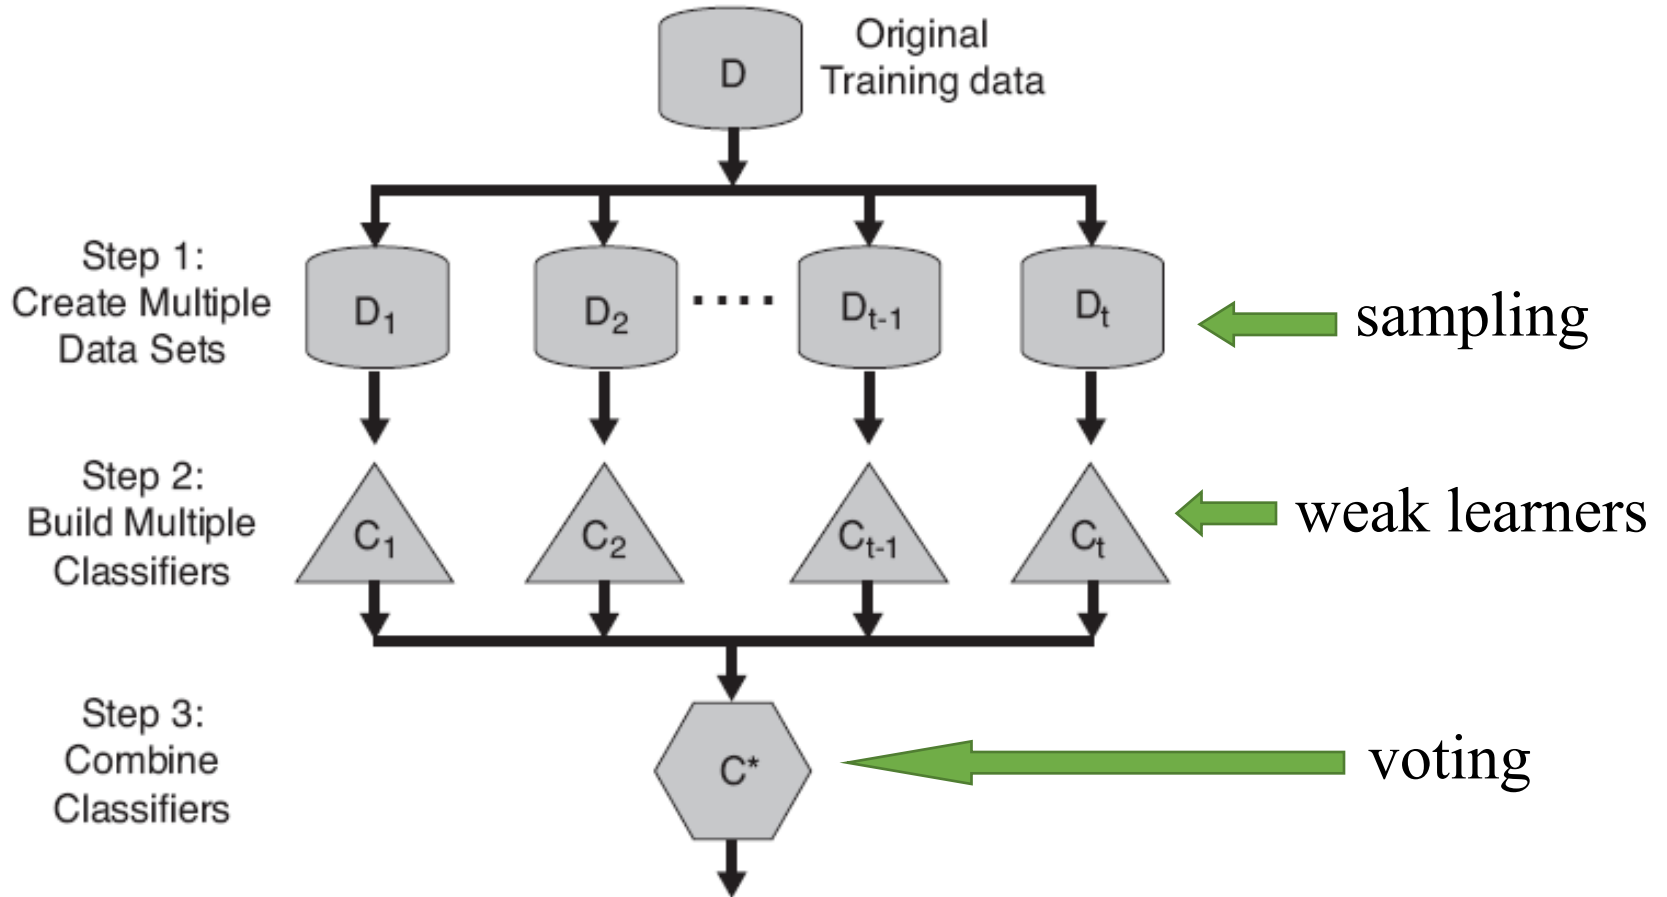 D
Original
Training data
Step 1:
Create Multiple
Data Sets
D1
D2
....
Dt-1
Dt
sampling
Step 2:
Build Multiple
Classifiers
C1
C2
Ct-1
Ct
weak learners
Step 3:
Combine
Classifiers
C*
voting